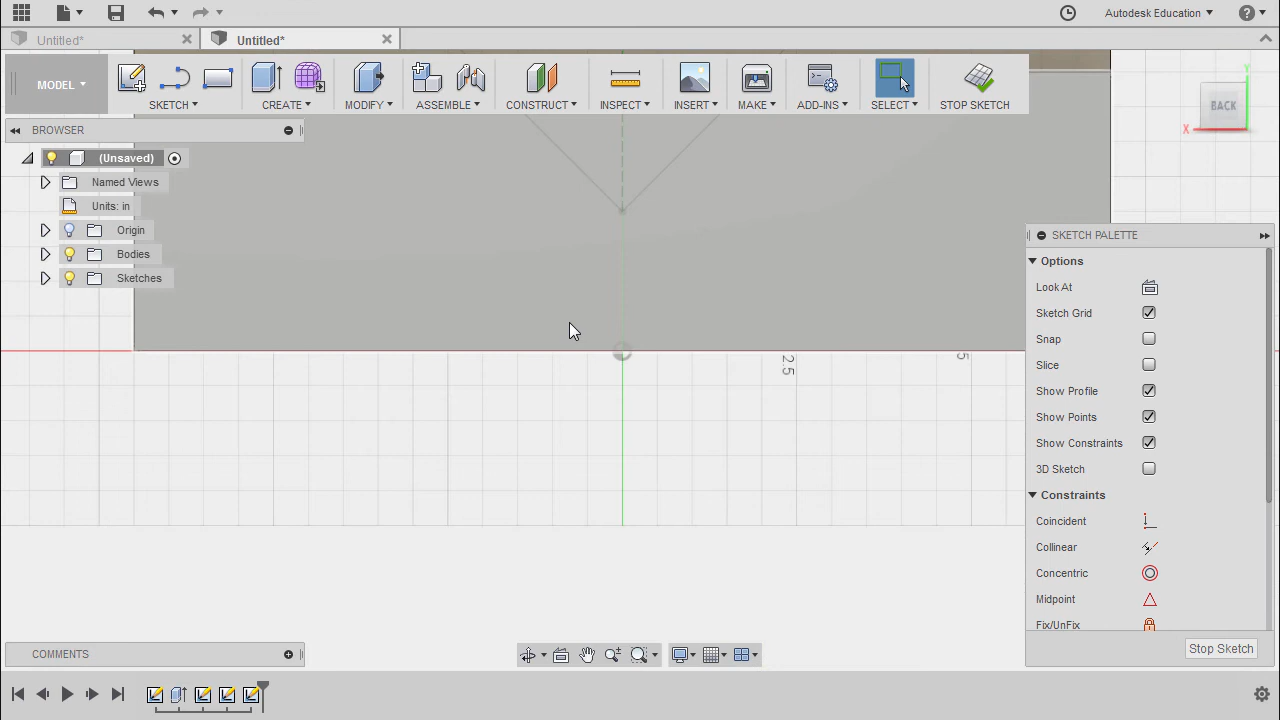 Autodesk Education
Untitled*
Untitled*
MODEL
SKETCH
CREATE
MODIFY
ASSEMBLE
CONSTRUCT
INSPECT
INSERT
MAKE
ADD-INS
SELECT
STOP SKETCH
BROWSER
(Unsaved)
Named Views
Units: in
Origin
Bodies
Sketches
Y
BACK
X
2.5
5
SKETCH PALETTE
Options
Look At
Sketch Grid
Snap
Slice
Show Profile
Show Points
Show Constraints
3D Sketch
Constraints
Coincident
Collinear
Concentric
Midpoint
Fix/UnFix
Stop Sketch
COMMENTS